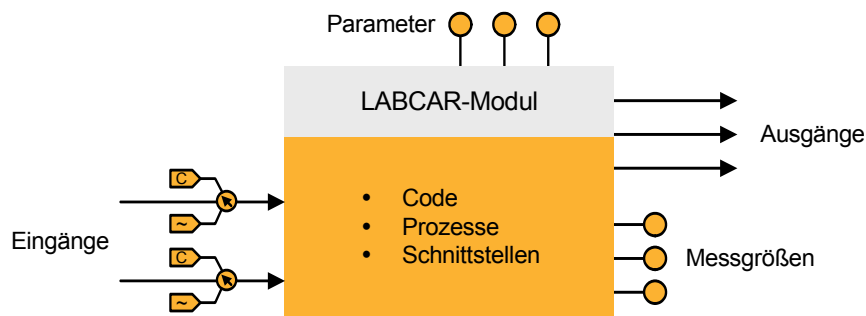 Parameter
LABCAR-Modul
Ausgänge
C
• Code
~
• Prozesse
Eingänge
• Schnittstellen
Messgrößen
C
~